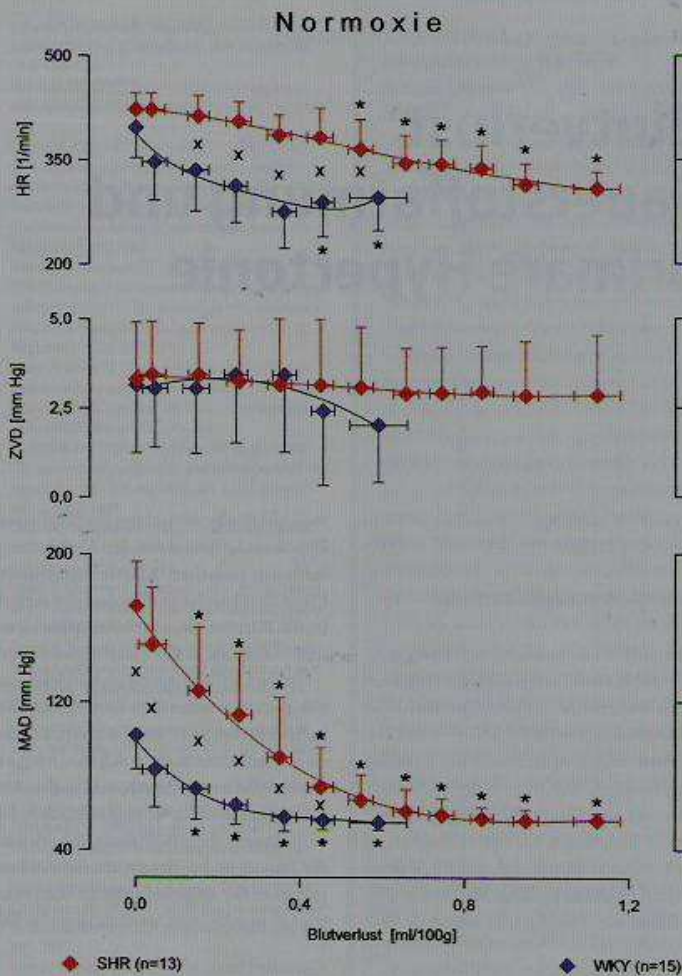 Normoxie
500
350
200
HR [1/min]
5,0
2,5
0,0
ZVD [mm Hg]
200
120
40
MAD [mm Hg]
0,0 0,4 0,8 1,2
Blutverlust [ml/100g]
SHR (n=13) WKY (n=15)